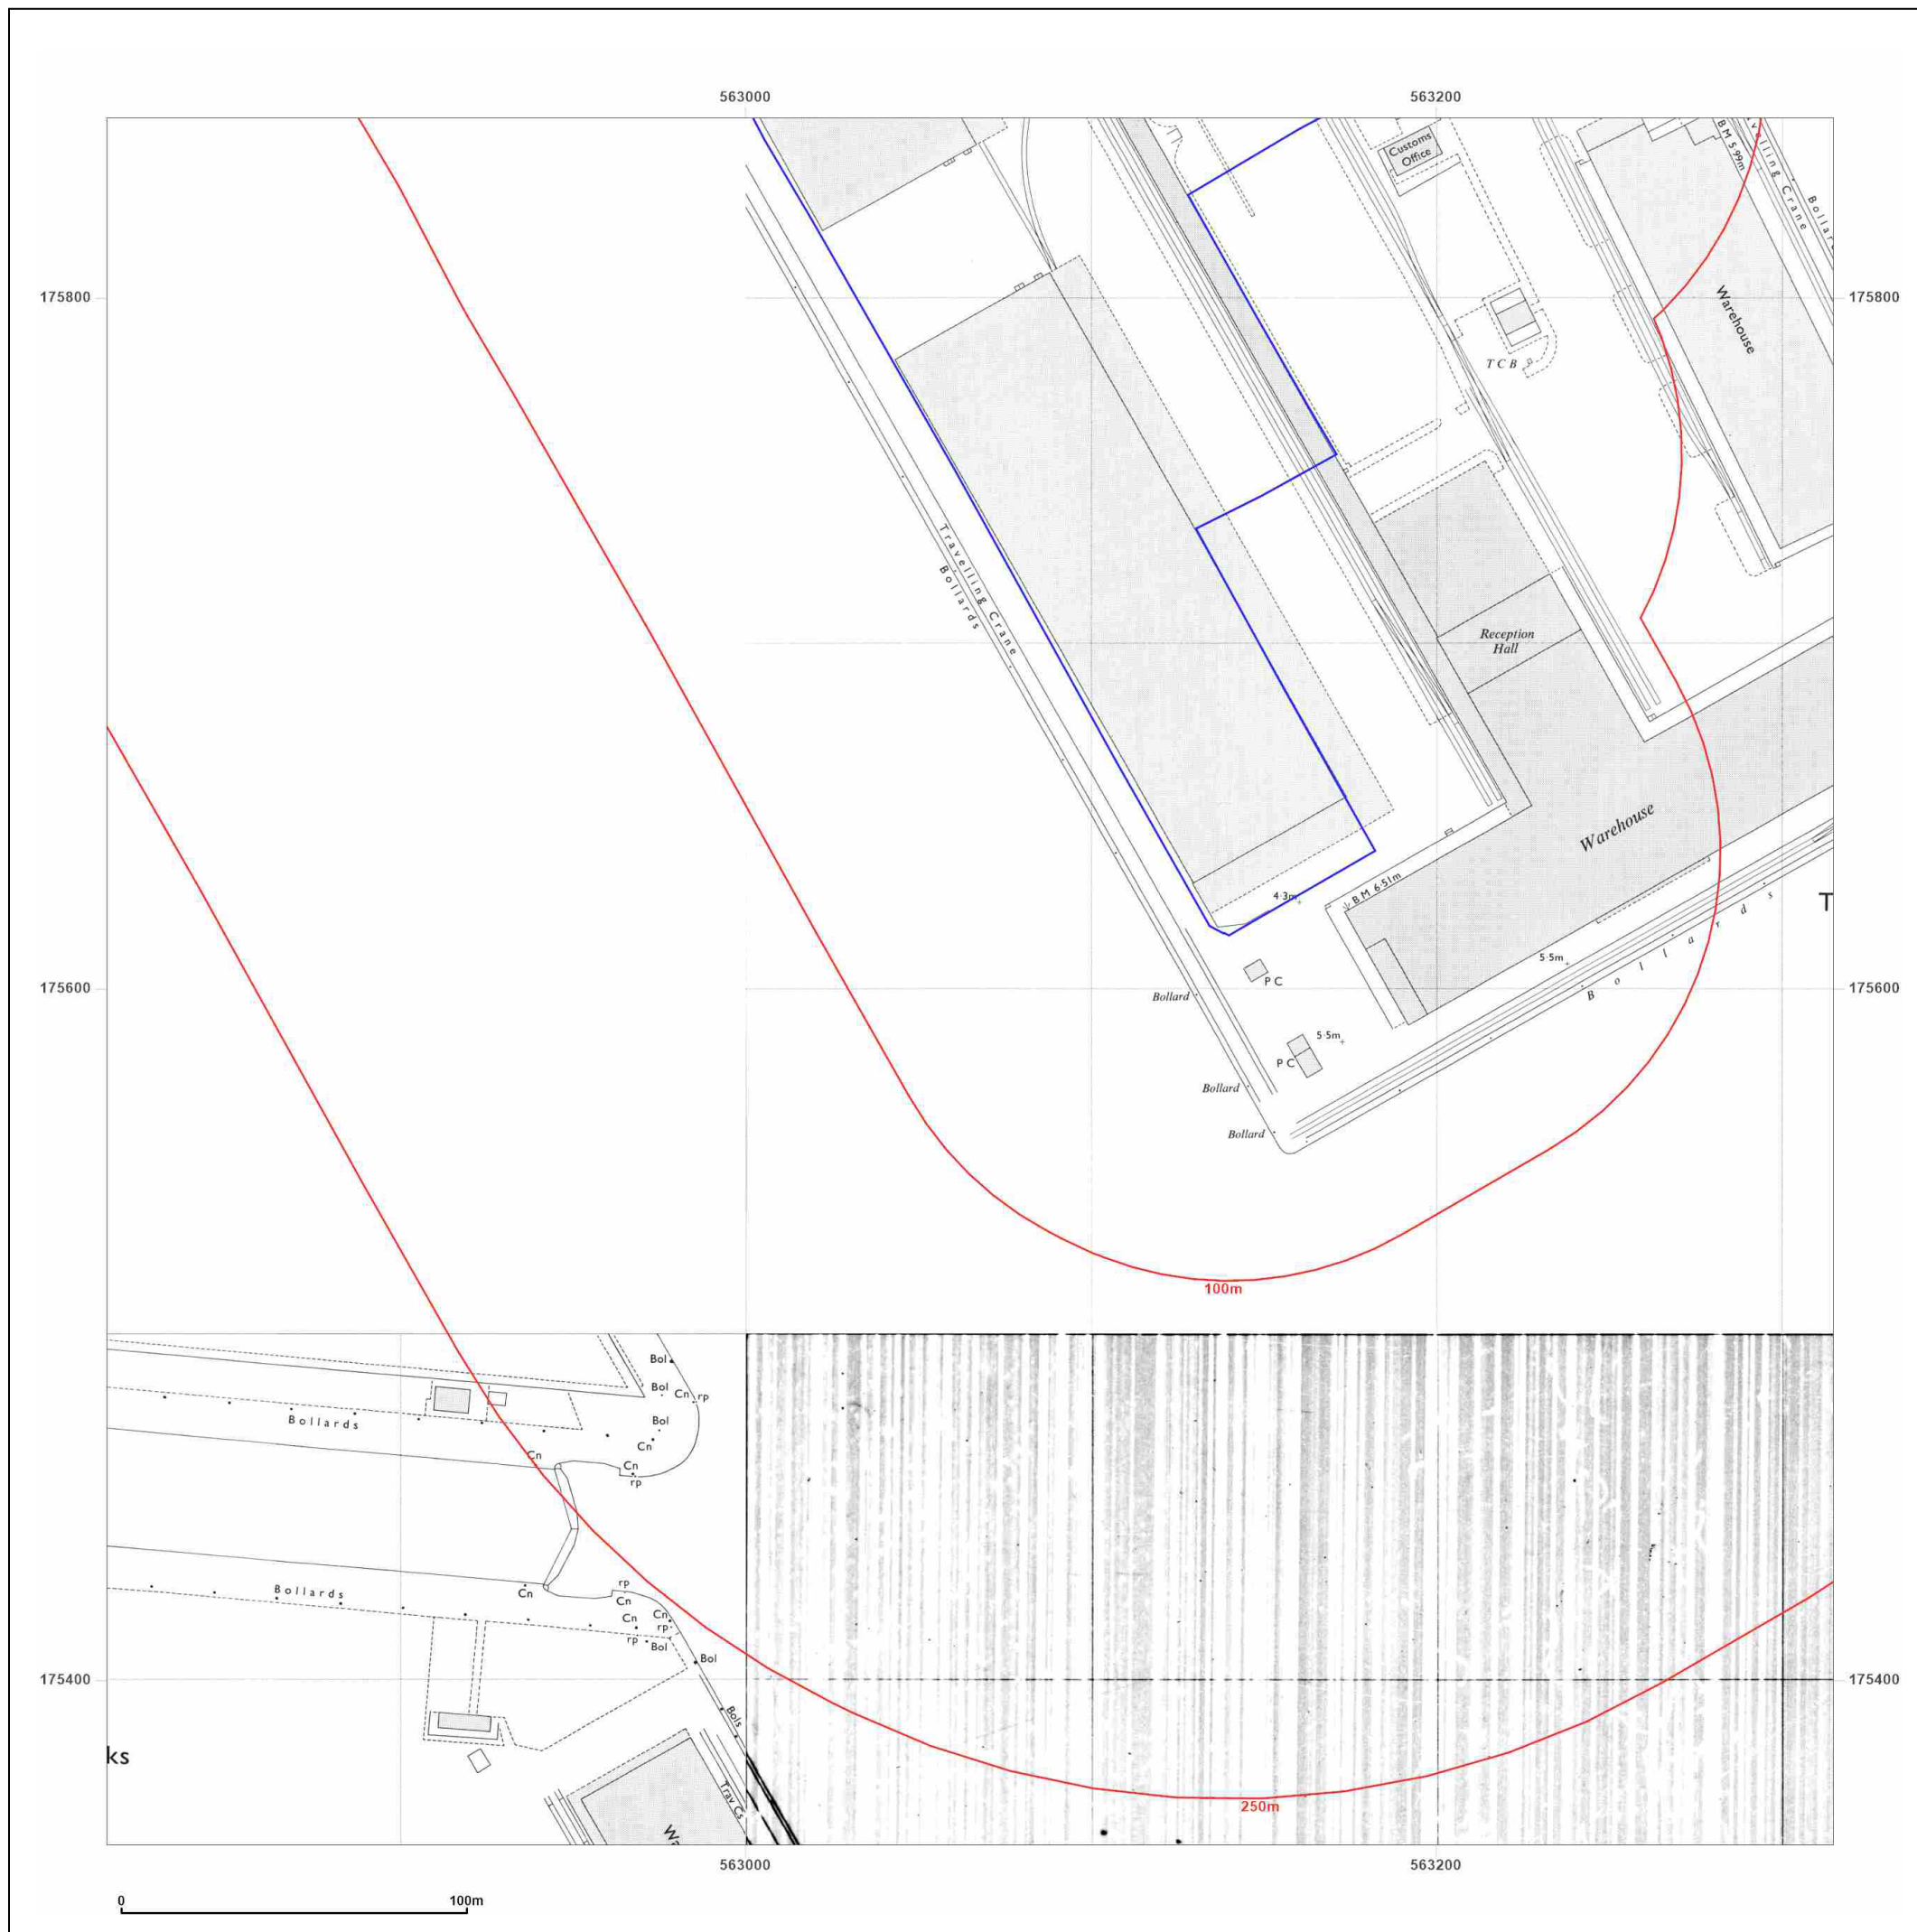 563000
563200
Customs
Office
B M 5·99m
Travelling Crane
Bollards
175800
175800
Warehouse
T C B
Travelling Crane
Bollards
Reception
Hall
Warehouse
4·3m
B M 6·51m
T
Bollards
5·5m
P C
175600
Bollard
175600
5·5m
P C
Bollard
Bollard
100m
Bol
Bol
Cn
rp
Bollards
Bol
Cn
Cn
Cn
rp
Bollards
Cn
rp
Cn
Cn
Cn
rp
rp
Bol
Bol
175400
175400
Bols
ks
Trav Cs
Wa
250m
563000
563200
0
100m